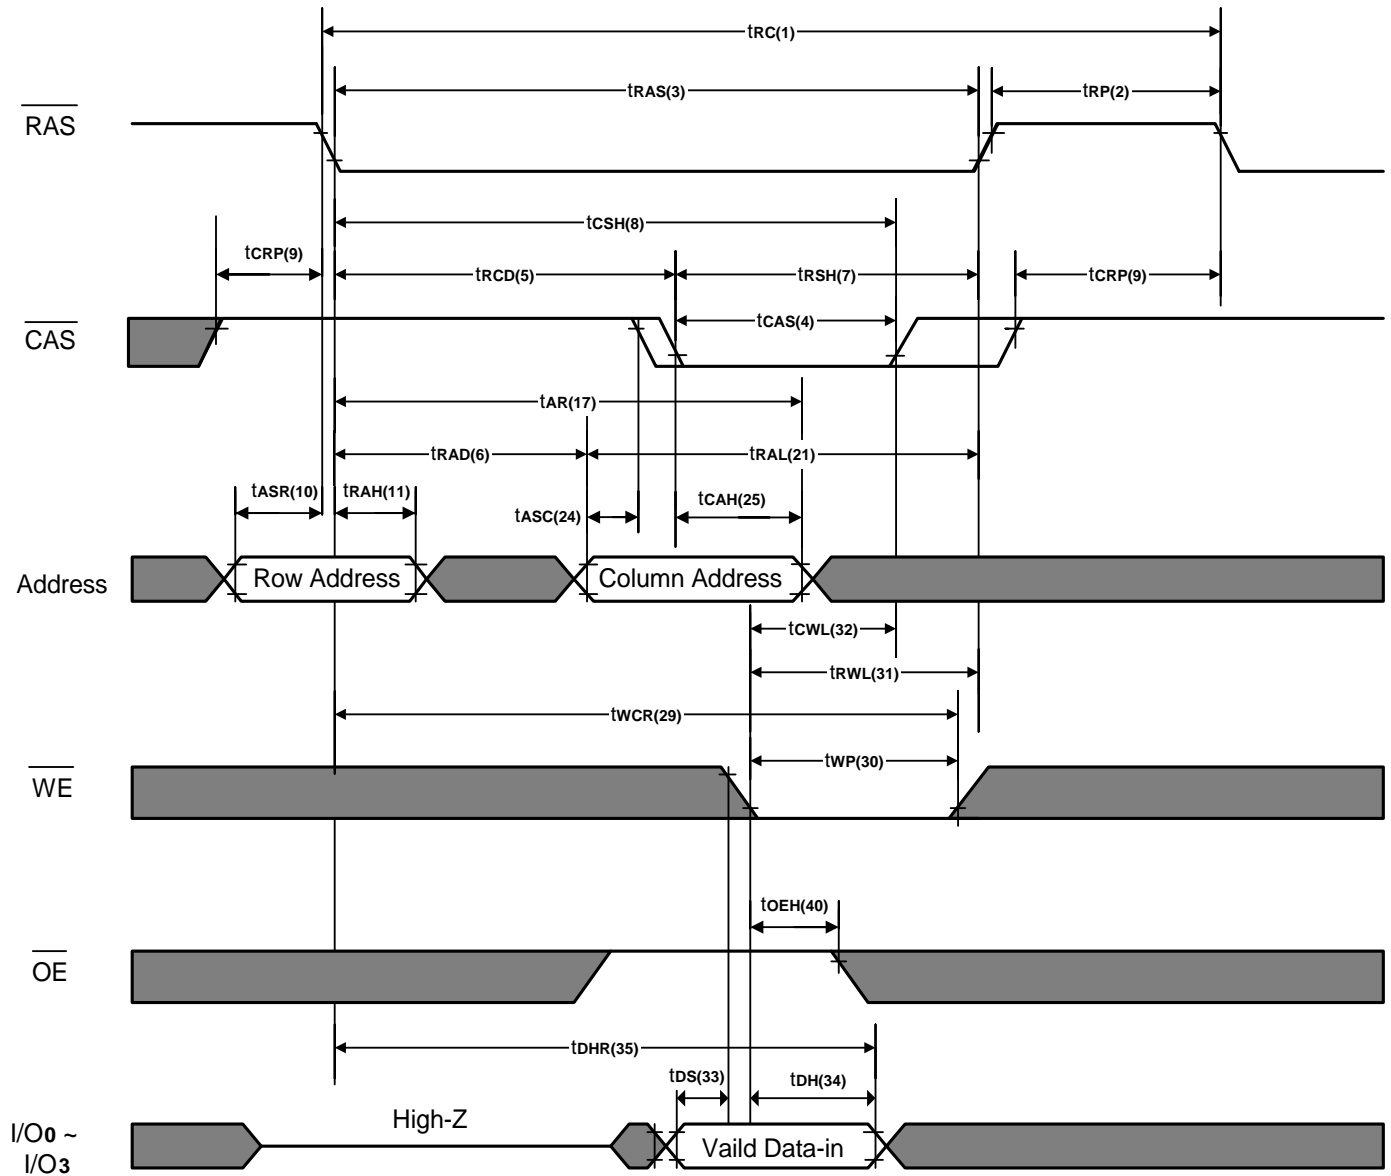 tRC(1)
tRAS(3)
tRP(2)
RAS
tCSH(8)
tCRP(9)
tRCD(5)
tRSH(7)
tCRP(9)
tCAS(4)
CAS
tAR(17)
tRAD(6)
tRAL(21)
tASR(10)
tRAH(11)
tASC(24)
tCAH(25)
Address
Row Address
Column Address
tCWL(32)
tRWL(31)
tWCR(29)
tWP(30)
WE
tOEH(40)
OE
tDHR(35)
tDS(33)
tDH(34)
High-Z
I/O0 ~
I/O3
Vaild Data-in